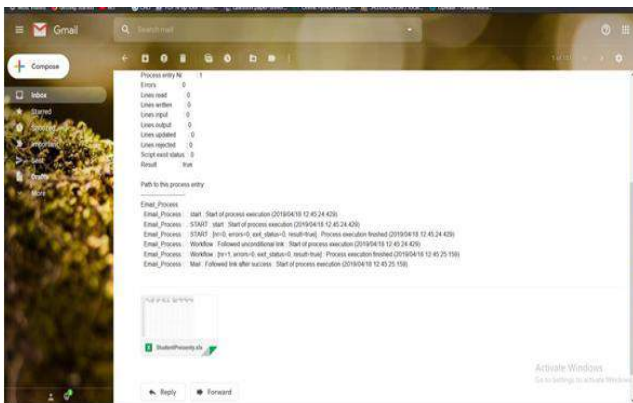 Gmail
Search mail
Compose
Inbox
Starred
Snoozed
Important
Sent
Drafts
More
Process entry Nr : 1
Errors : 0
Lines read : 0
Lines written : 0
Lines input : 0
Lines output : 0
Lines updated : 0
Lines rejected : 0
Script exist status : 0
Result : true
Path to this process entry:
Email_Process
Email_Process : : start : Start of process execution (2019/04/18 12:45:24.429)
Email_Process : : START : start : Start of process execution (2019/04/18 12:45:24.429)
Email_Process : : START : [nr=0, errors=0, exit_status=0, result=true] : Process execution finished (2019/04/18 12:45:24.429)
Email_Process : : Workflow : Followed unconditional link : Start of process execution (2019/04/18 12:45:24.429)
Email_Process : : Workflow : [nr=1, errors=0, exit_status=0, result=true] : Process execution finished (2019/04/18 12:45:25.159)
Email_Process : : Mail : Followed link after success : Start of process execution (2019/04/18 12:45:25.159)
Reply
Forward
Activate Windows
Go to Settings to activate Windows